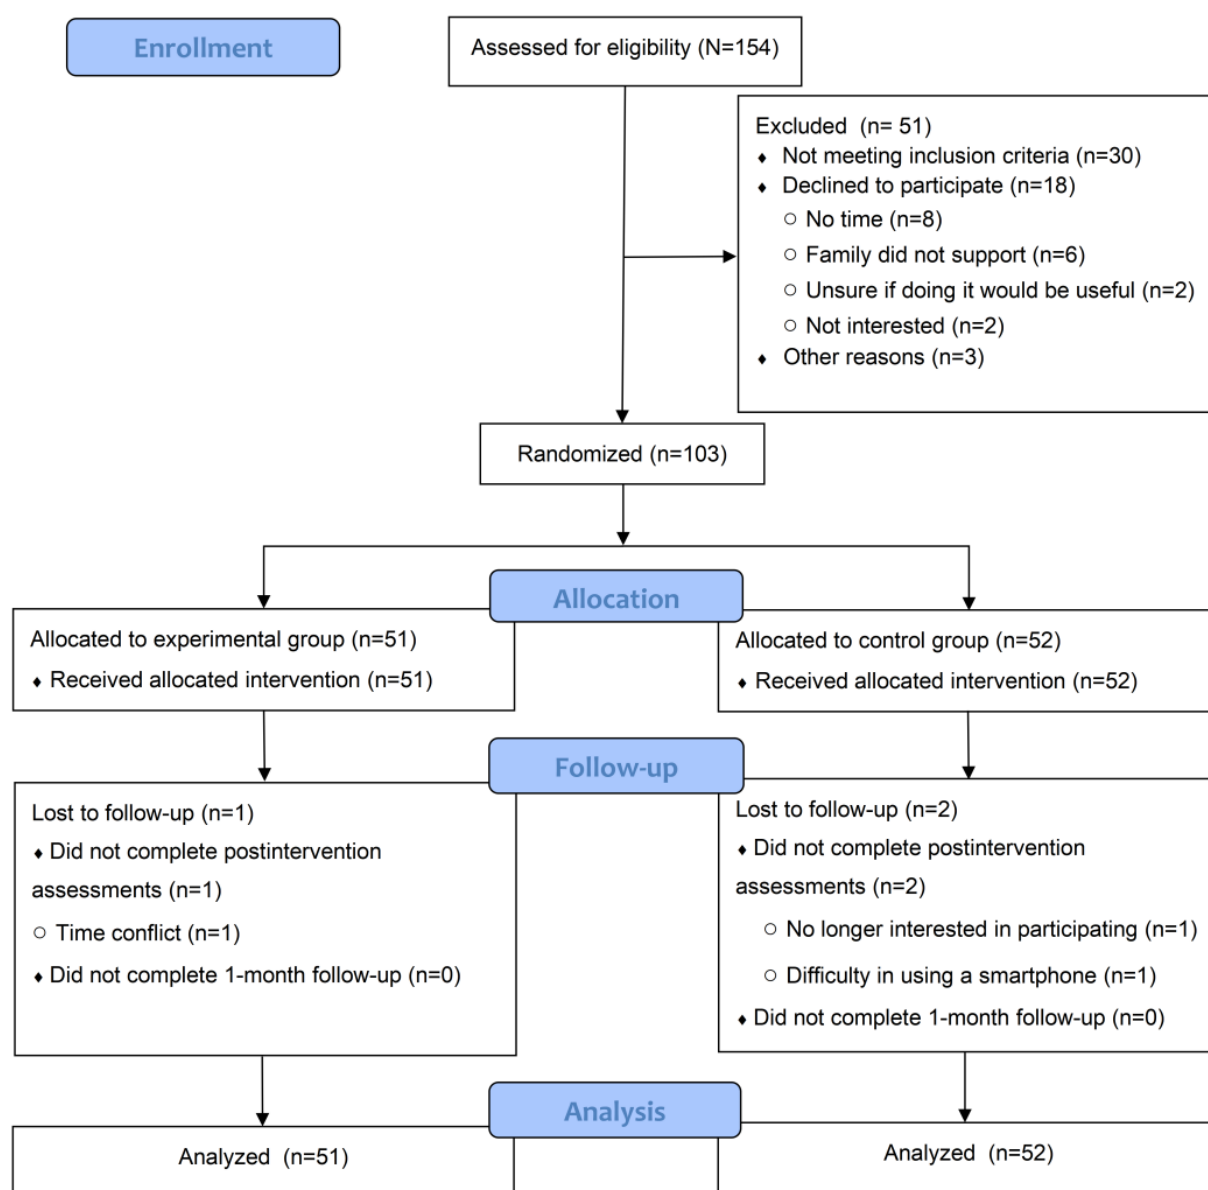 Enrollment
Assessed for eligibility (N=154)
Excluded (n= 51)
♦ Not meeting inclusion criteria (n=30)
♦ Declined to participate (n=18)
○ No time (n=8)
○ Family did not support (n=6)
○ Unsure if doing it would be useful (n=2)
○ Not interested (n=2)
♦ Other reasons (n=3)
Randomized (n=103)
Allocation
Allocated to experimental group (n=51)
♦ Received allocated intervention (n=51)
Allocated to control group (n=52)
♦ Received allocated intervention (n=52)
Follow-up
Lost to follow-up (n=1)
♦ Did not complete postintervention
assessments (n=1)
○ Time conflict (n=1)
♦ Did not complete 1-month follow-up (n=0)
Lost to follow-up (n=2)
♦ Did not complete postintervention
assessments (n=2)
○ No longer interested in participating (n=1)
○ Difficulty in using a smartphone (n=1)
♦ Did not complete 1-month follow-up (n=0)
Analysis
Analyzed (n=51)
Analyzed (n=52)